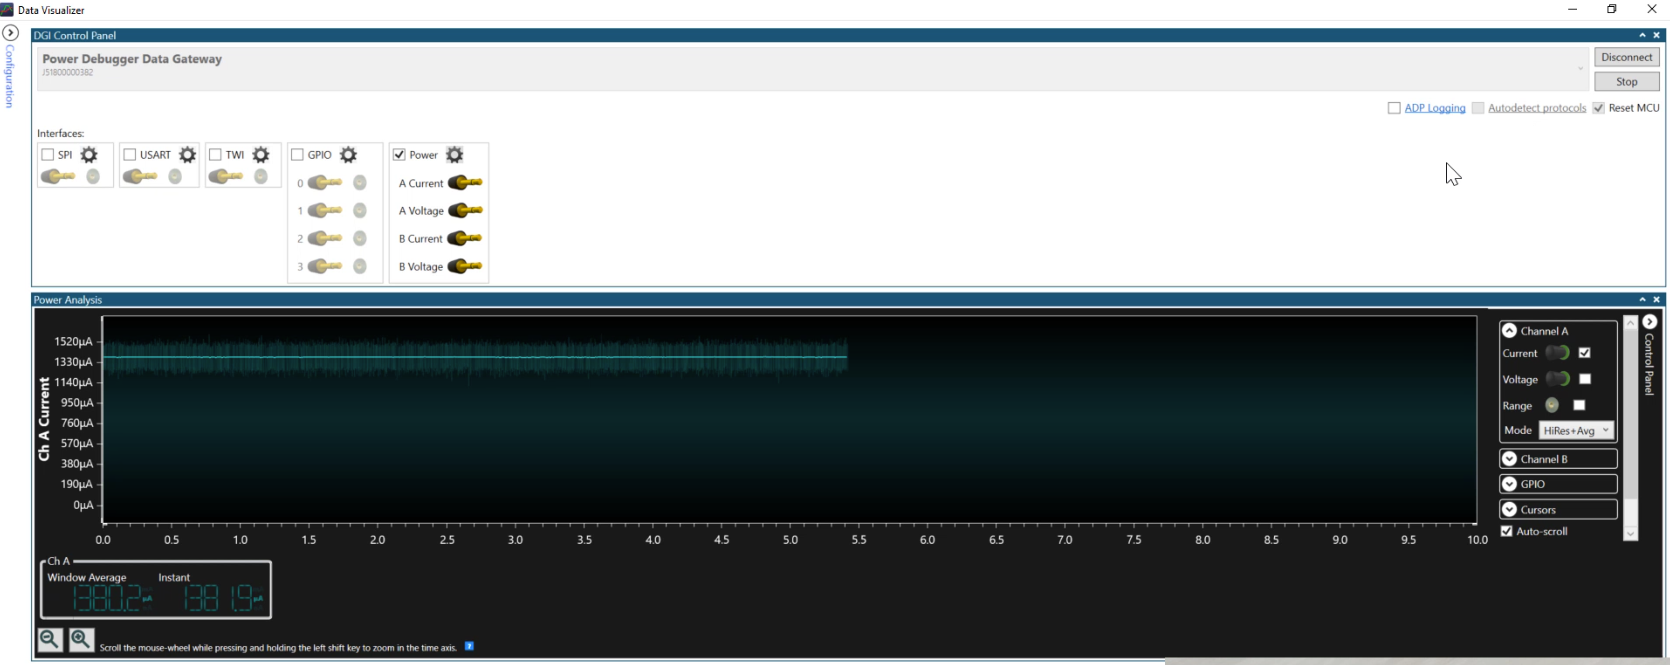 Data Visualizer
Configuration
DGI Control Panel
Power Debugger Data Gateway
J51800000382
Disconnect
Stop
ADP Logging Autodetect protocols Reset MCU
Interfaces:
SPI USART TWI GPIO Power
0 A Current
1 A Voltage
2 B Current
3 B Voltage
Power Analysis
Ch A Current
1520µA
1330µA
1140µA
950µA
760µA
570µA
380µA
190µA
0µA
0.0 0.5 1.0 1.5 2.0 2.5 3.0 3.5 4.0 4.5 5.0 5.5 6.0 6.5 7.0 7.5 8.0 8.5 9.0 9.5 10.0
Channel A
Current
Voltage
Range
Mode HiRes+Avg
Channel B
GPIO
Cursors
Auto-scroll
Control Panel
Ch A
Window Average Instant
1380.2µA 1381.9µA
Scroll the mouse-wheel while pressing and holding the left shift key to zoom in the time axis. ?